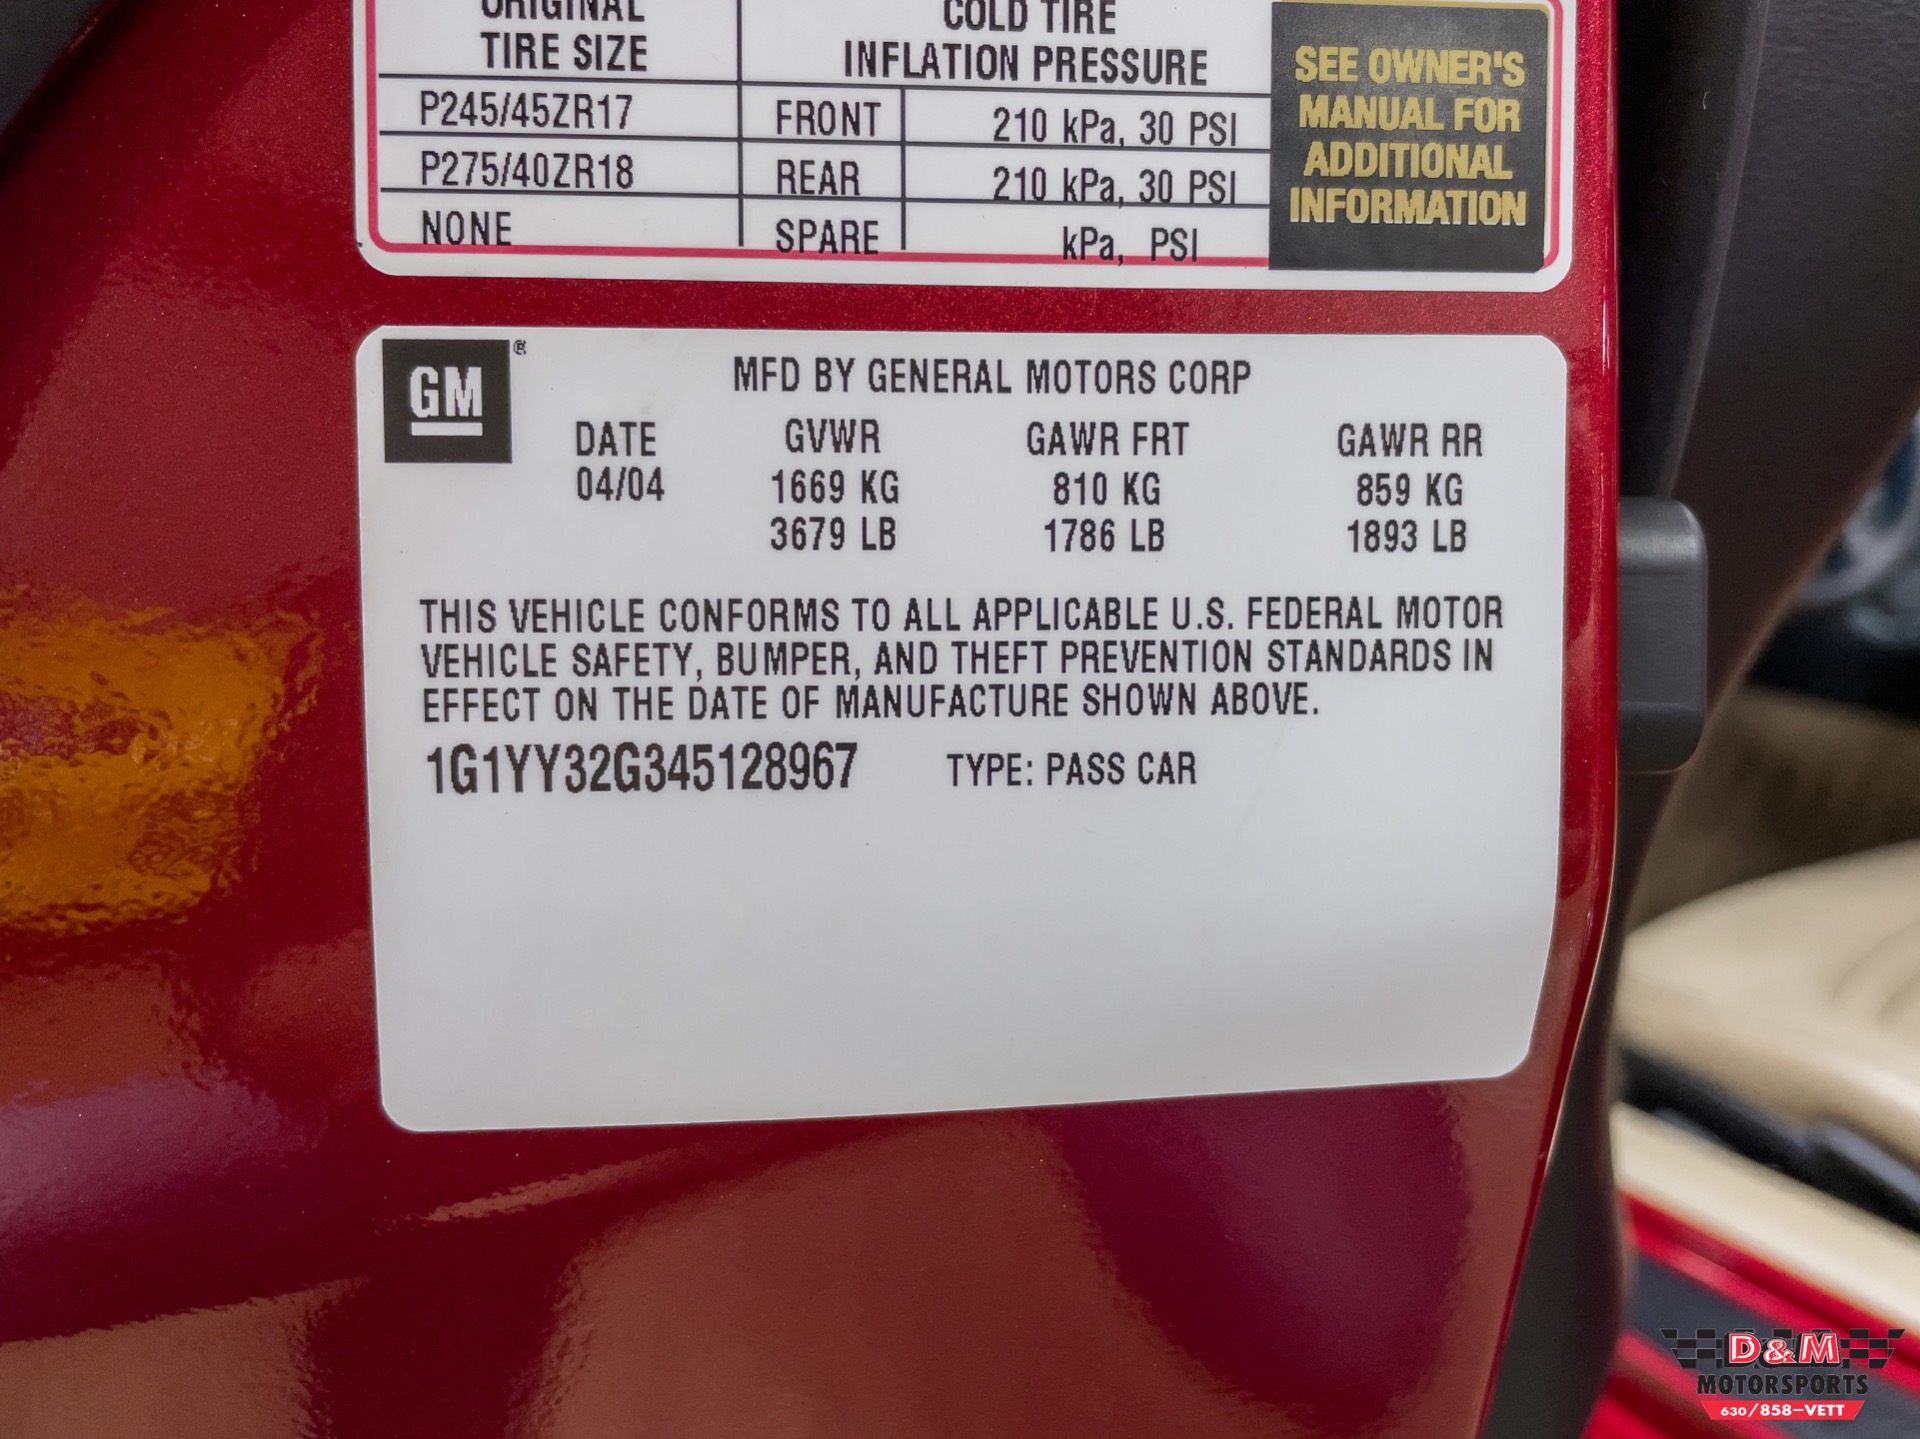 ORIGINAL COLD TIRE
TIRE SIZE INFLATION PRESSURE
P245/45ZR17 FRONT 210 kPa, 30 PSI
P275/40ZR18 REAR 210 kPa, 30 PSI
NONE SPARE kPa, PSI
SEE OWNER'S
MANUAL FOR
ADDITIONAL
INFORMATION
GM®
MFD BY GENERAL MOTORS CORP
DATE GVWR GAWR FRT GAWR RR
04/04 1669 KG 810 KG 859 KG
3679 LB 1786 LB 1893 LB
THIS VEHICLE CONFORMS TO ALL APPLICABLE U.S. FEDERAL MOTOR
VEHICLE SAFETY, BUMPER, AND THEFT PREVENTION STANDARDS IN
EFFECT ON THE DATE OF MANUFACTURE SHOWN ABOVE.
1G1YY32G345128967 TYPE: PASS CAR
D&M
MOTORSPORTS
630/858-VETT